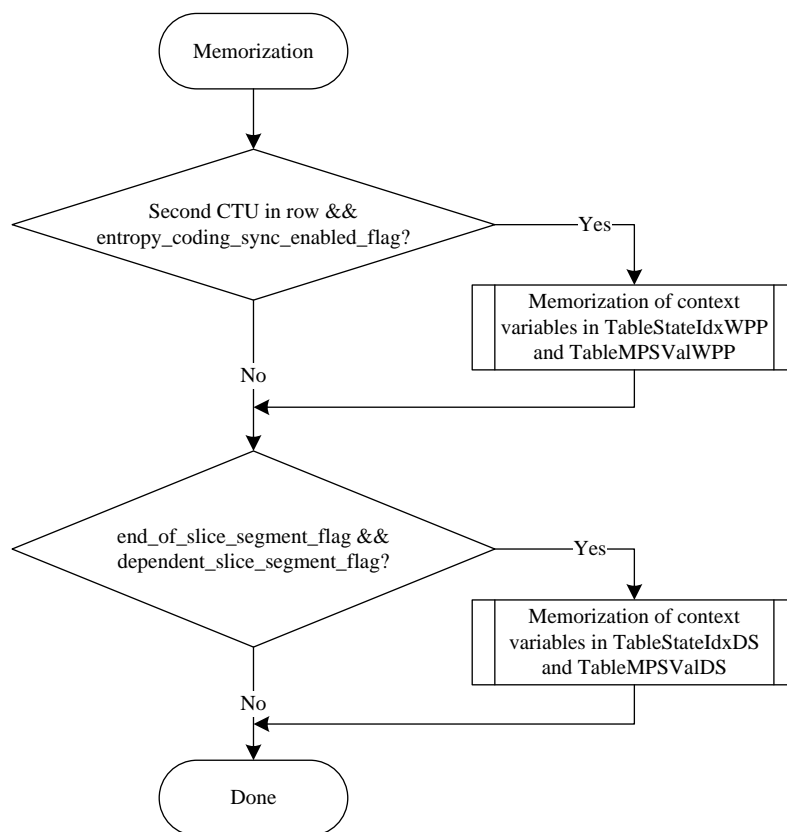 Memorization
Second CTU in row &&
entropy_coding_sync_enabled_flag?
Yes
Memorization of context
variables in TableStateIdxWPP
and TableMPSValWPP
No
end_of_slice_segment_flag &&
dependent_slice_segment_flag?
Yes
Memorization of context
variables in TableStateIdxDS
and TableMPSValDS
No
Done